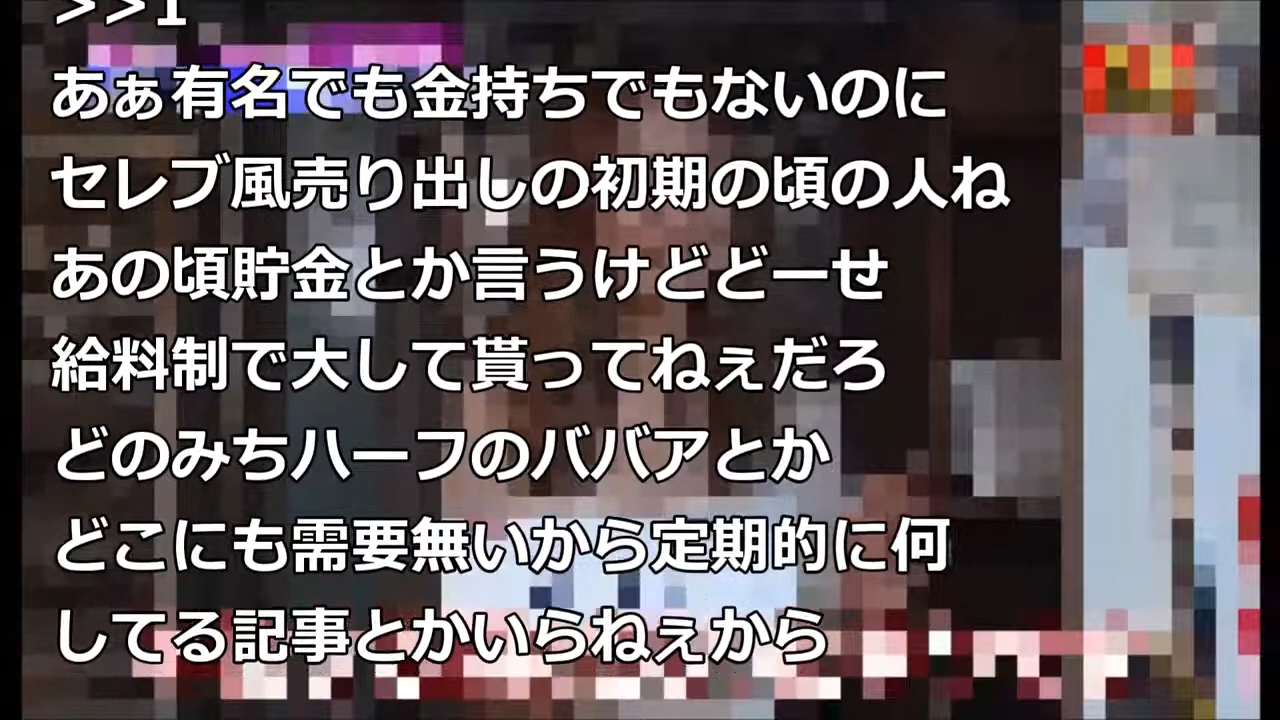 >>1
あぁ有名でも金持ちでもないのに
セレブ風売り出しの初期の頃の人ね
あの頃貯金とか言うけどどーせ
給料制で大して貰ってねぇだろ
どのみちハーフのババアとか
どこにも需要無いから定期的に何
してる記事とかいらねぇから